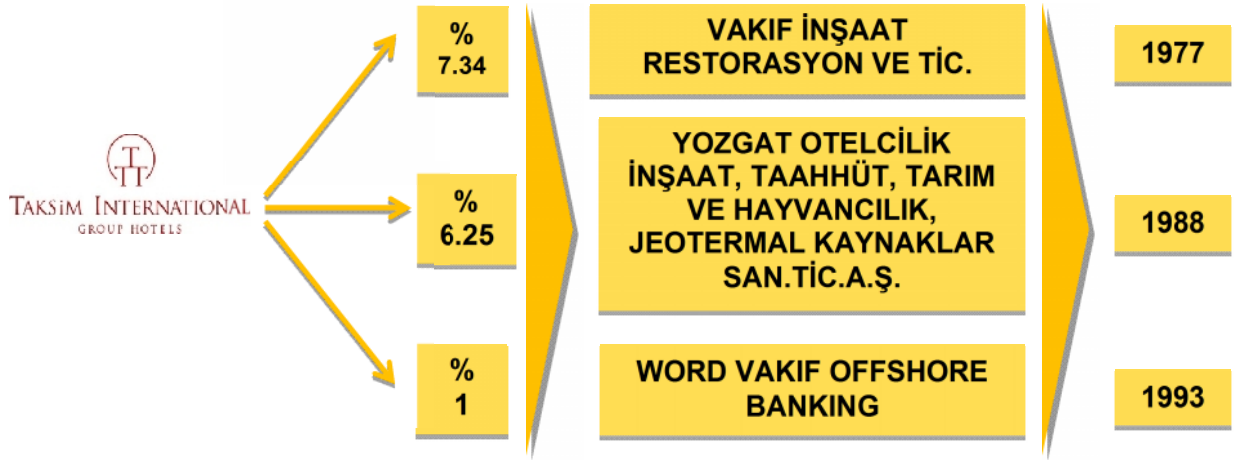 TTT
TAKSİM INTERNATIONAL
GROUP HOTELS
%
7.34
VAKIF İNŞAAT
RESTORASYON VE TİC.
1977
%
6.25
YOZGAT OTELCİLİK
İNŞAAT, TAAHHÜT, TARIM
VE HAYVANCILIK,
JEOTERMAL KAYNAKLAR
SAN.TİC.A.Ş.
1988
%
1
WORD VAKIF OFFSHORE
BANKING
1993